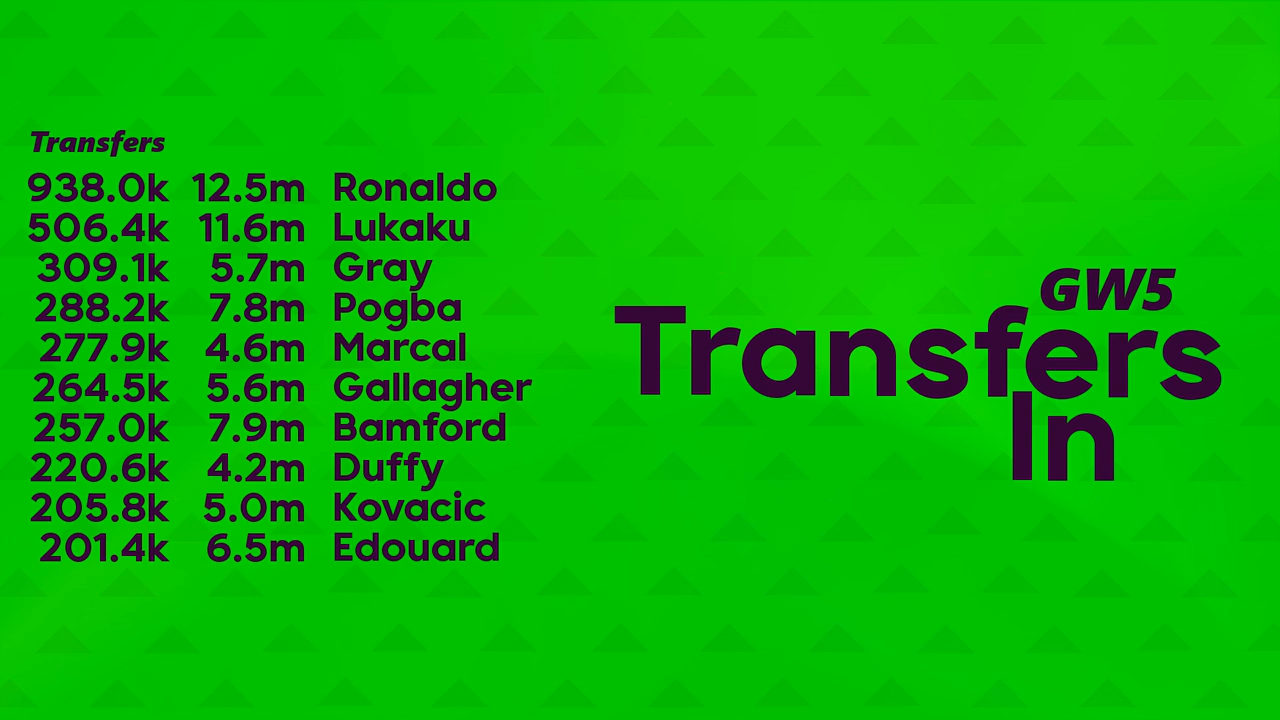 Transfers
938.0k 12.5m Ronaldo
506.4k 11.6m Lukaku
309.1k 5.7m Gray
288.2k 7.8m Pogba
277.9k 4.6m Marcal
264.5k 5.6m Gallagher
257.0k 7.9m Bamford
220.6k 4.2m Duffy
205.8k 5.0m Kovacic
201.4k 6.5m Edouard
GW5
Transfers
In